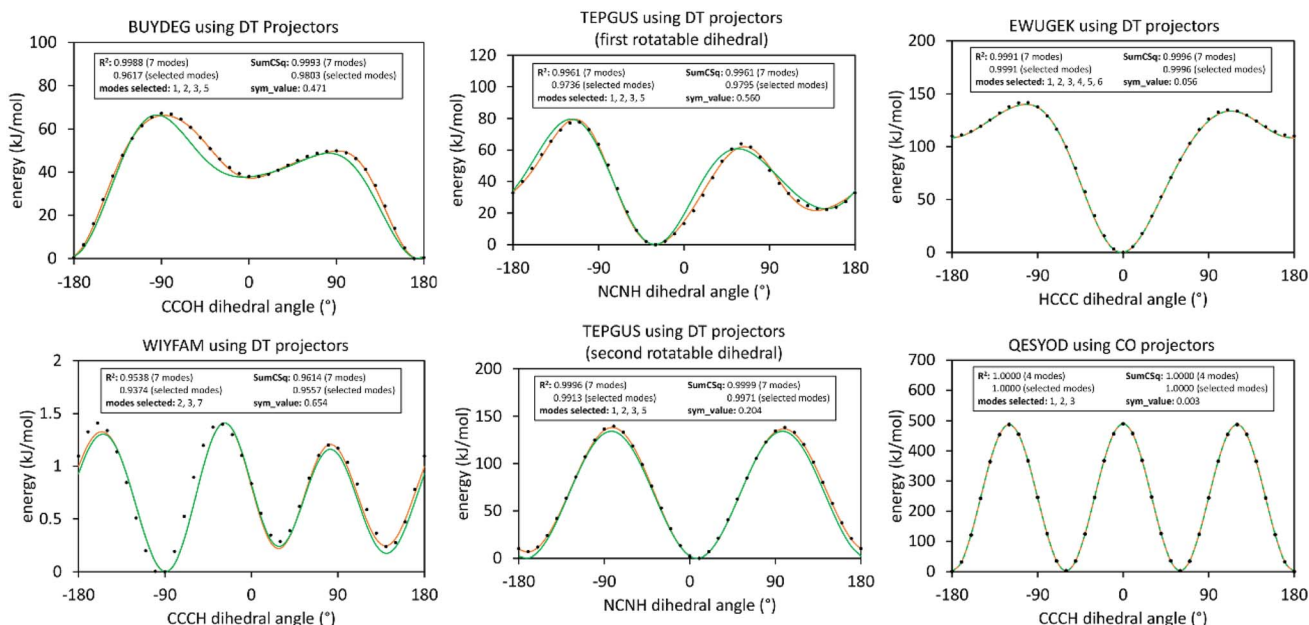 BUYDEG using DT Projectors
R²: 0.9988 (7 modes) SumCSq: 0.9993 (7 modes)
0.9617 (selected modes) 0.9803 (selected modes)
modes selected: 1, 2, 3, 5 sym_value: 0.471
energy (kJ/mol)
100
80
60
40
20
0
-180 -90 0 90 180
CCOH dihedral angle (°)
TEPGUS using DT projectors
(first rotatable dihedral)
R²: 0.9961 (7 modes) SumCSq: 0.9961 (7 modes)
0.9736 (selected modes) 0.9795 (selected modes)
modes selected: 1, 2, 3, 5 sym_value: 0.560
energy (kJ/mol)
120
100
80
60
40
20
0
-180 -90 0 90 180
NCNH dihedral angle (°)
EWUGEK using DT projectors
R²: 0.9991 (7 modes) SumCSq: 0.9996 (7 modes)
0.9991 (selected modes) 0.9996 (selected modes)
modes selected: 1, 2, 3, 4, 5, 6 sym_value: 0.056
energy (kJ/mol)
200
150
100
50
0
-180 -90 0 90 180
HCCC dihedral angle (°)
WIYFAM using DT projectors
R²: 0.9538 (7 modes) SumCSq: 0.9614 (7 modes)
0.9374 (selected modes) 0.9557 (selected modes)
modes selected: 2, 3, 7 sym_value: 0.654
energy (kJ/mol)
2
1.5
1
0.5
0
-180 -90 0 90 180
CCCH dihedral angle (°)
TEPGUS using DT projectors
(second rotatable dihedral)
R²: 0.9996 (7 modes) SumCSq: 0.9999 (7 modes)
0.9913 (selected modes) 0.9971 (selected modes)
modes selected: 1, 2, 3, 5 sym_value: 0.204
energy (kJ/mol)
200
150
100
50
0
-180 -90 0 90 180
NCNH dihedral angle (°)
QESYOD using CO projectors
R²: 1.0000 (4 modes) SumCSq: 1.0000 (4 modes)
1.0000 (selected modes) 1.0000 (selected modes)
modes selected: 1, 2, 3 sym_value: 0.003
energy (kJ/mol)
700
600
500
400
300
200
100
0
-180 -90 0 90 180
CCCH dihedral angle (°)